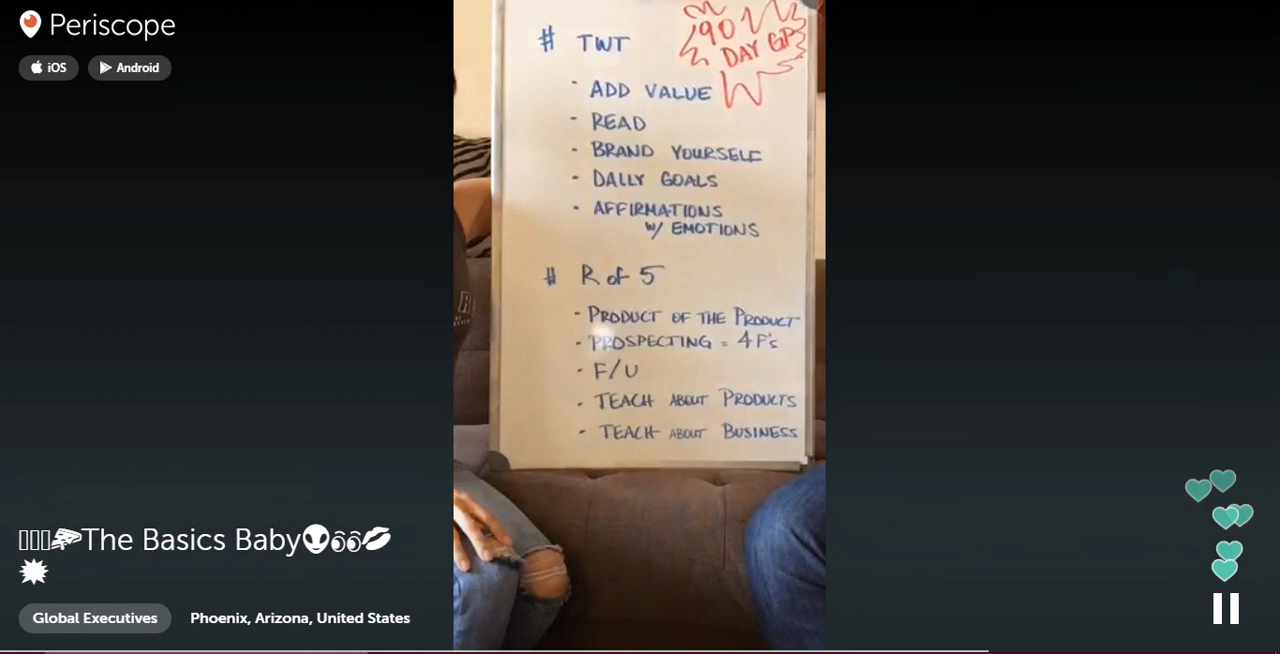 Periscope
iOS
Android
# TWT
90
DAY GP
- ADD VALUE
- READ
- BRAND YOURSELF
- DAILY GOALS
- AFFIRMATIONS
W/ EMOTIONS
# R of 5
- PRODUCT OF THE PRODUCT
- PROSPECTING = 4 F's
- F/U
- TEACH ABOUT PRODUCTS
- TEACH ABOUT BUSINESS
The Basics Baby
Global Executives
Phoenix, Arizona, United States